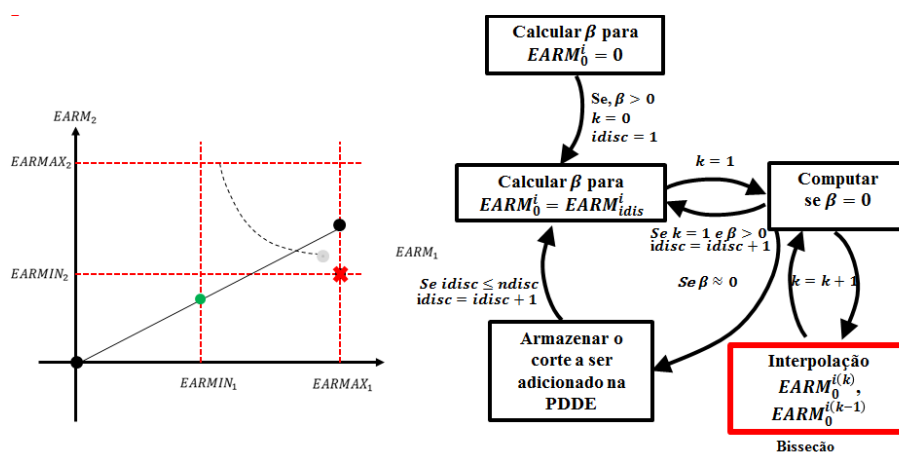 EARM₂
EARMAX₂
EARMIN₂
EARMIN₁
EARMAX₁
EARM₁
Calcular β para
EARM₀ⁱ = 0
Se, β > 0
k = 0
idisc = 1
Calcular β para
EARM₀ⁱ = EARMⁱ_idis
k = 1
Computar
se β = 0
Se k = 1 e β > 0
idisc = idisc + 1
Se idisc ≤ ndisc
idisc = idisc + 1
Se β ≈ 0
k = k + 1
Armazenar o
corte a ser
adicionado na
PDDE
Interpolação
EARM₀^i(k),
EARM₀^i(k−1)
Bisseção